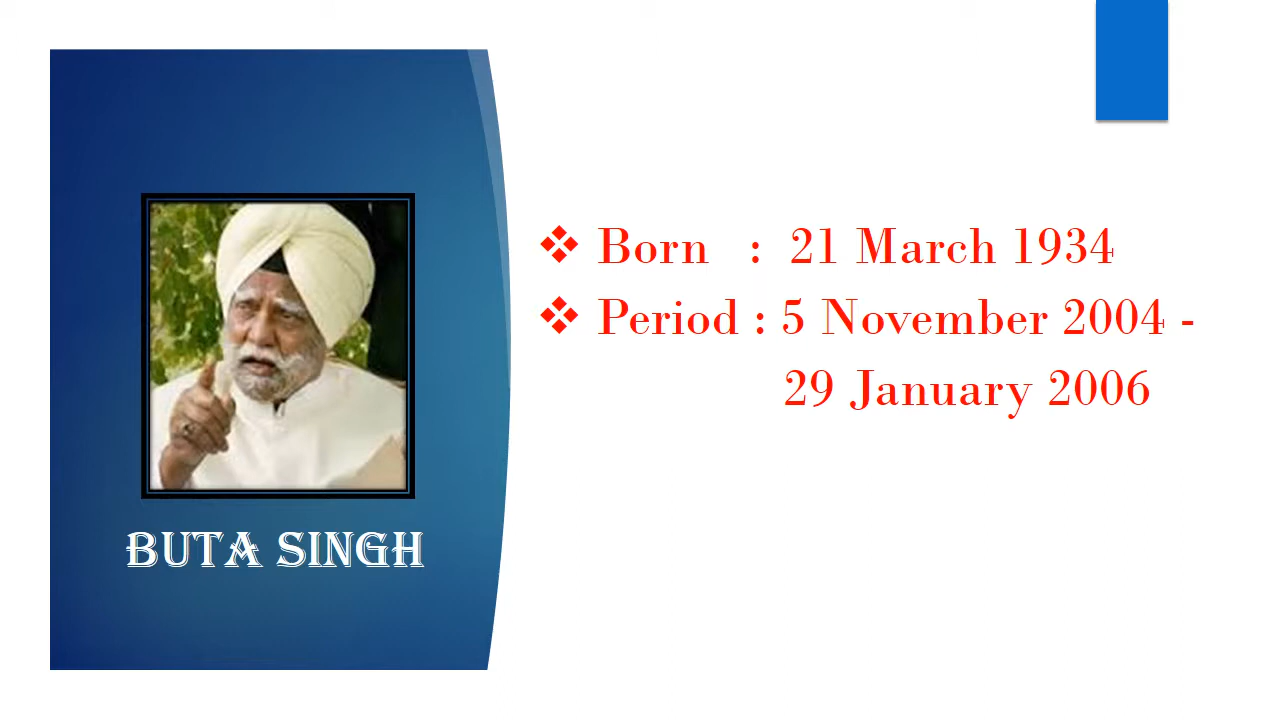 BUTA SINGH
❖ Born : 21 March 1934
❖ Period : 5 November 2004 -
29 January 2006